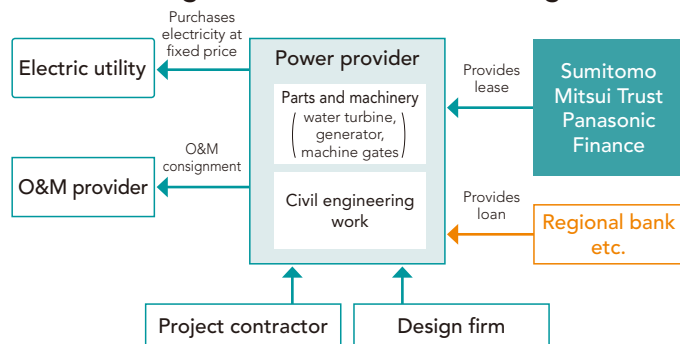 Purchases
electricity at
fixed price
Electric utility
Power provider
Parts and machinery
(water turbine,
generator,
machine gates)
Provides
lease
Sumitomo
Mitsui Trust
Panasonic
Finance
O&M
consignment
O&M provider
Civil engineering
work
Provides
loan
Regional bank
etc.
Project contractor
Design firm